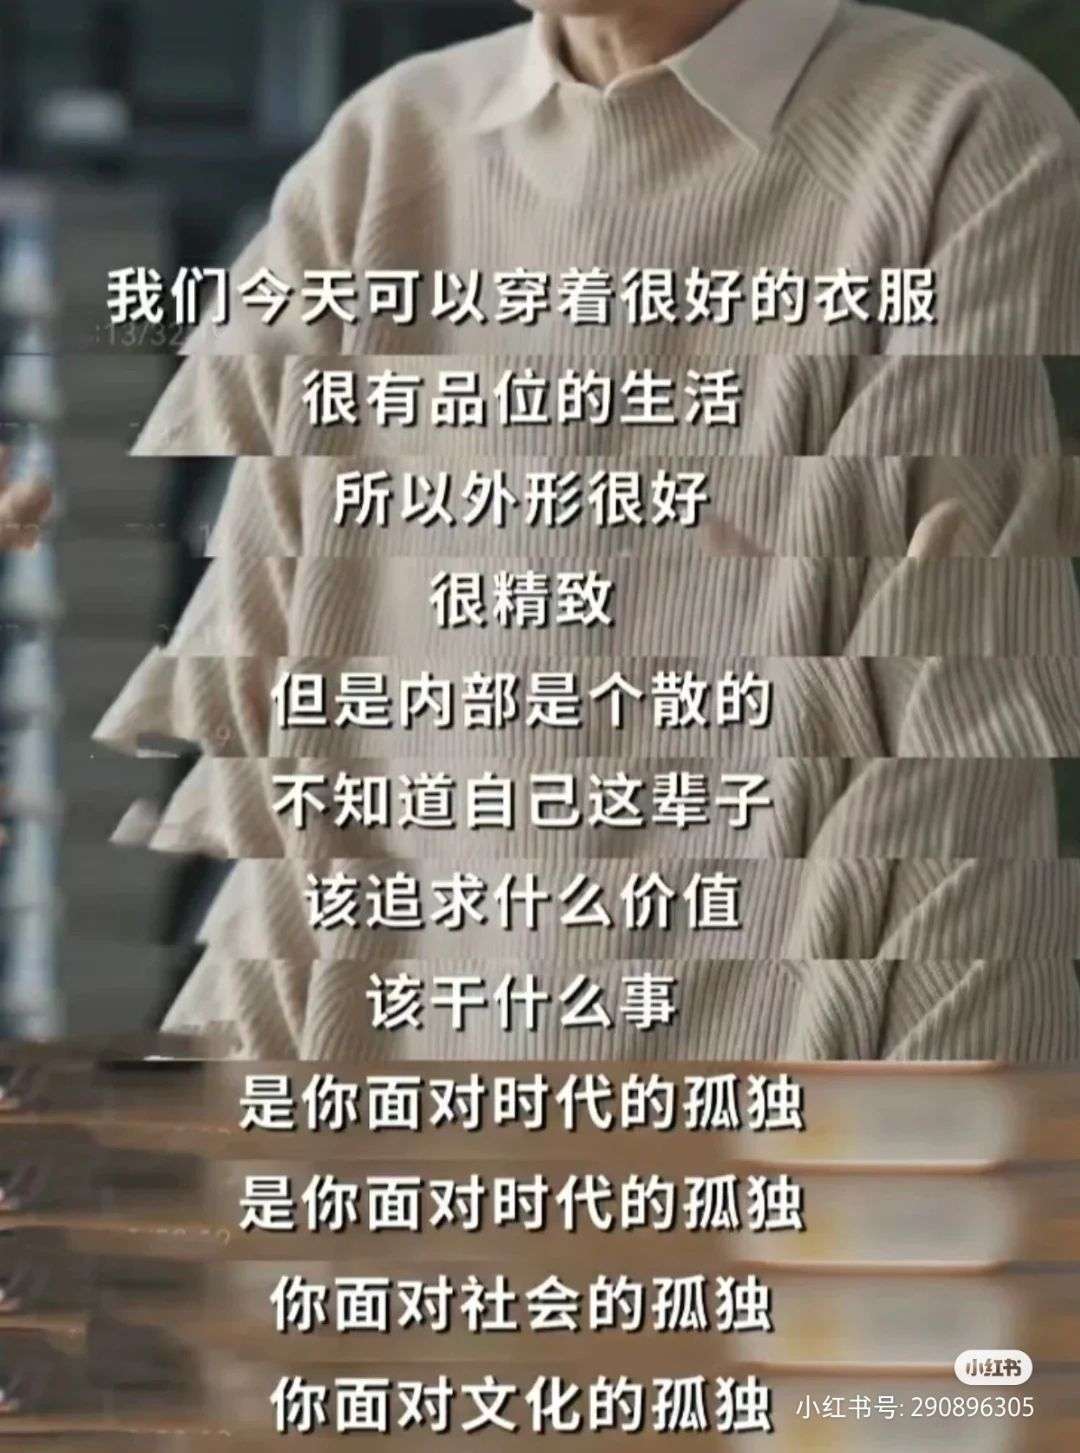 我们今天可以穿着很好的衣服
很有品位的生活
所以外形很好
很精致
但是内部是个散的
不知道自己这辈子
该追求什么价值
该干什么事
是你面对时代的孤独
是你面对时代的孤独
你面对社会的孤独
你面对文化的孤独
小红书
小红书号: 290896305